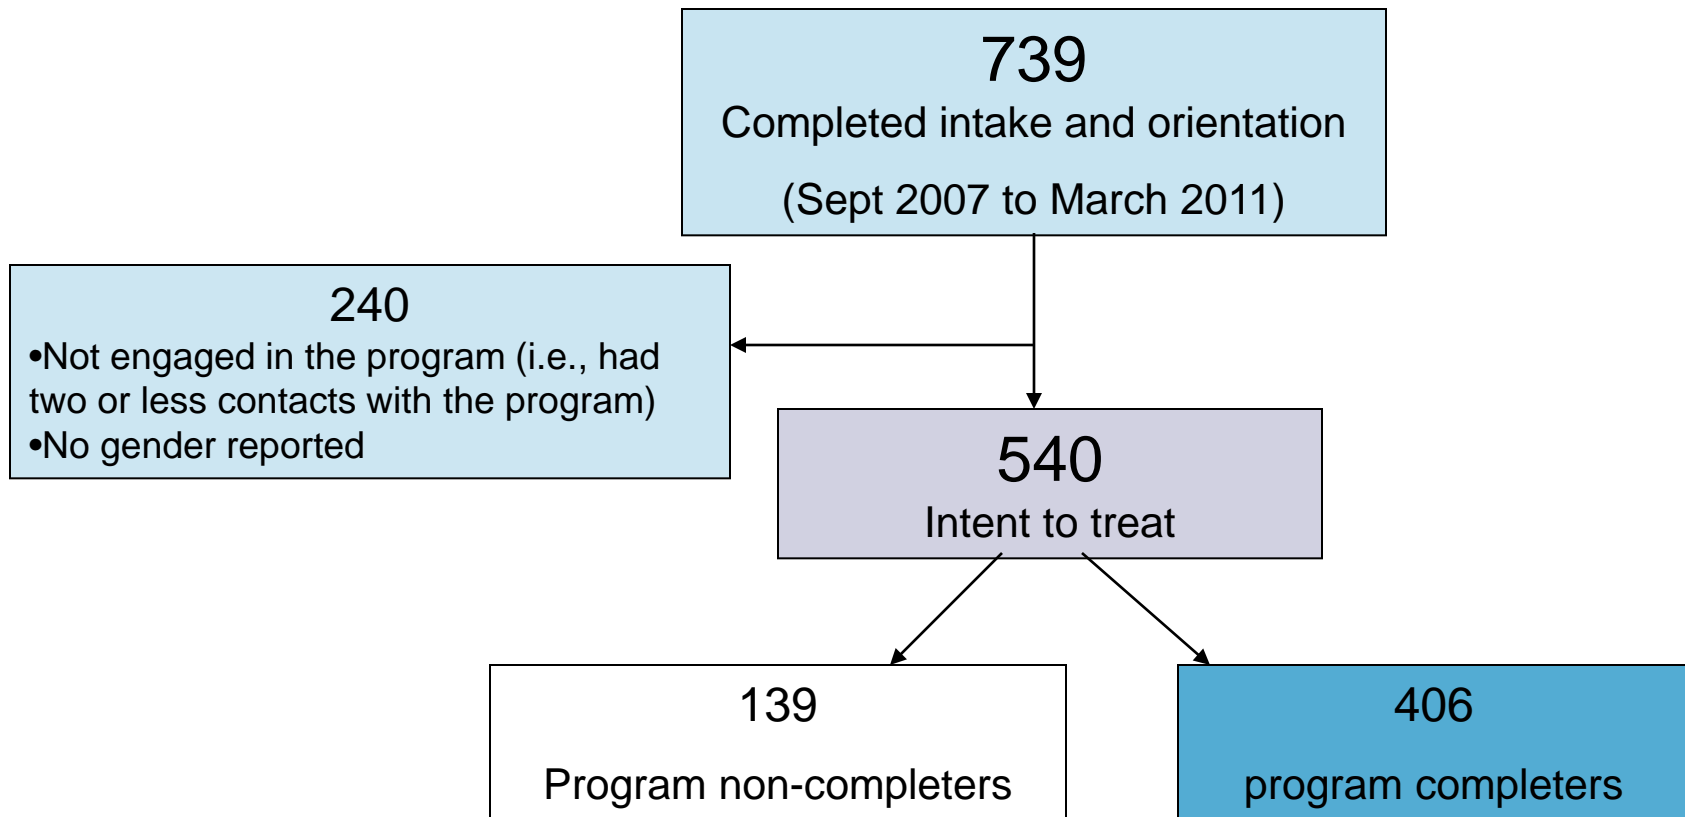 739
Completed intake and orientation
(Sept 2007 to March 2011)
240
•Not engaged in the program (i.e., had
two or less contacts with the program)
•No gender reported
540
Intent to treat
139
Program non-completers
406
program completers